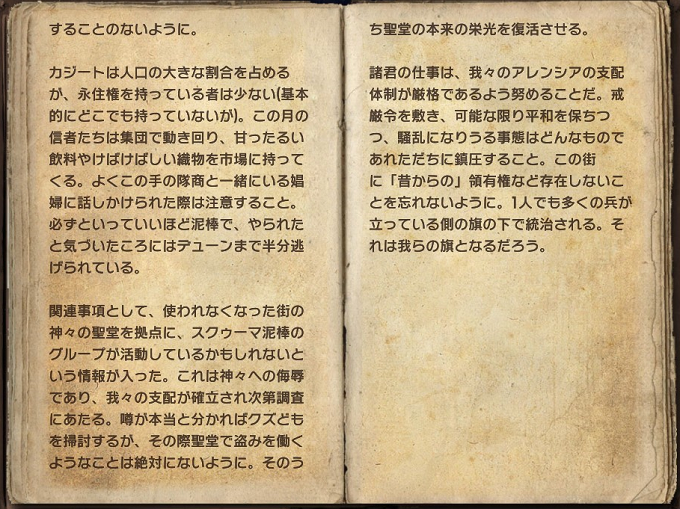 することのないように。
カジートは人口の大きな割合を占める
が、永住権を持っている者は少ない(基本
的にどこでも持っていないが)。この月の
信者たちは集団で動き回り、甘ったるい
飲料やけばけばしい織物を市場に持って
くる。よくこの手の隊商と一緒にいる娼
婦に話しかけられた際は注意すること。
必ずといっていいほど泥棒で、やられた
と気づいたころにはデューンまで半分逃
げられている。
関連事項として、使われなくなった街の
神々の聖堂を拠点に、スクゥーマ泥棒の
グループが活動しているかもしれないと
いう情報が入った。これは神々への侮辱
であり、我々の支配が確立され次第調査
にあたる。噂が本当と分かればクズども
を掃討するが、その際聖堂で盗みを働く
ようなことは絶対にないように。そのう
ち聖堂の本来の栄光を復活させる。
諸君の仕事は、我々のアレンシアの支配
体制が厳格であるよう努めることだ。戒
厳令を敷き、可能な限り平和を保ちつ
つ、騒乱になりうる事態はどんなもので
あれただちに鎮圧すること。この街
に「昔からの」領有権など存在しないこ
とを忘れないように。1人でも多くの兵が
立っている側の旗の下で統治される。そ
れは我らの旗となるだろう。